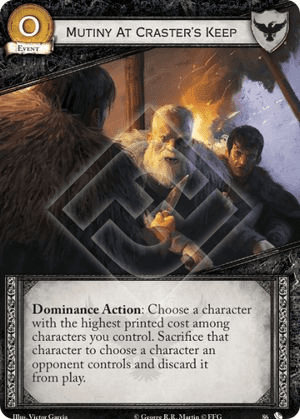 0
EVENT
MUTINY AT CRASTER'S KEEP
Dominance Action: Choose a character
with the highest printed cost among
characters you control. Sacrifice that
character to choose a character an
opponent controls and discard it
from play.
Illus. Victor Garcia
© George R.R. Martin © FFG
86